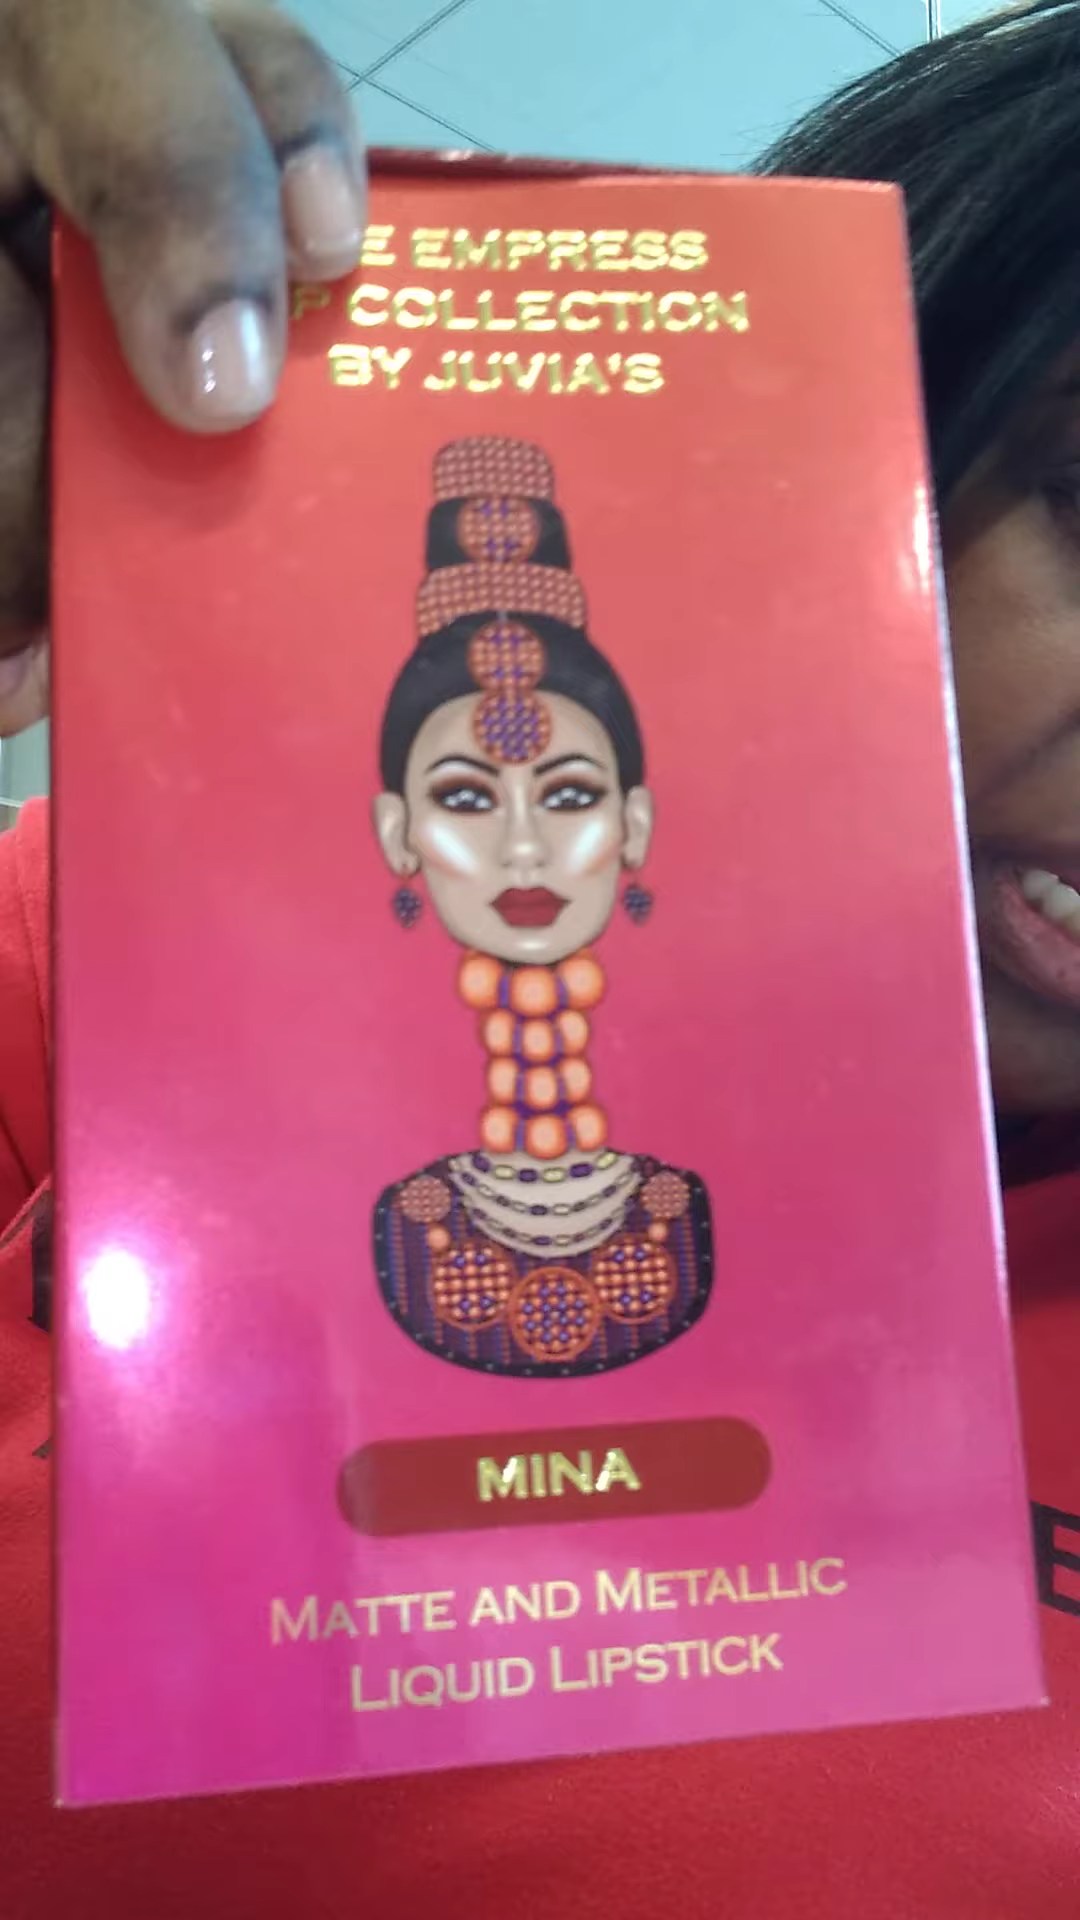 E EMPRESS
P COLLECTION
BY JUVIA'S
MINA
MATTE AND METALLIC
LIQUID LIPSTICK